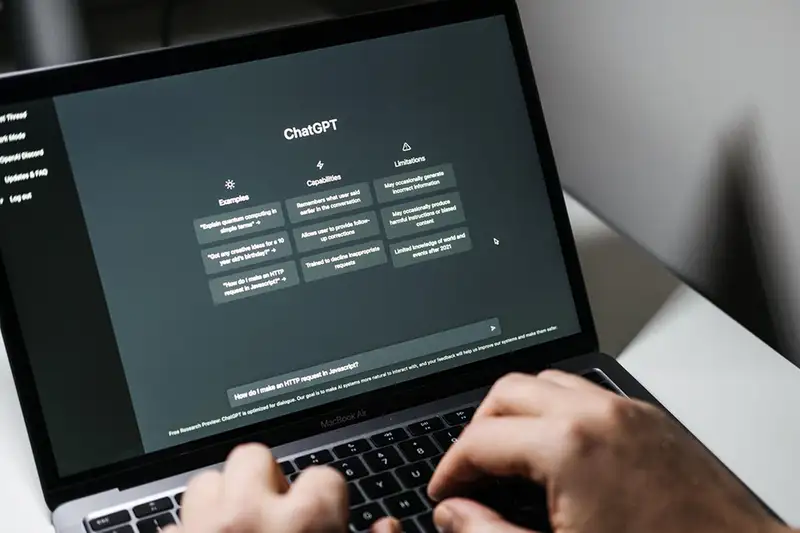 Thread
Mode
OpenAI Discord
Updates & FAQ
Log out
ChatGPT
Examples
"Explain quantum computing in
simple terms" →
"Got any creative ideas for a 10
year old's birthday?" →
"How do I make an HTTP
request in Javascript?" →
Capabilities
Remembers what user said
earlier in the conversation
Allows user to provide follow-
up corrections
Trained to decline inappropriate
requests
Limitations
May occasionally generate
incorrect information
May occasionally produce
harmful instructions or biased
content
Limited knowledge of world and
events after 2021
How do I make an HTTP request in Javascript?
Free Research Preview: ChatGPT is optimized for dialogue. Our goal is to make AI systems more natural to interact with, and your feedback will help us improve our systems and make them safer.
MacBook Air
esc
6
7
8
Y
U
H